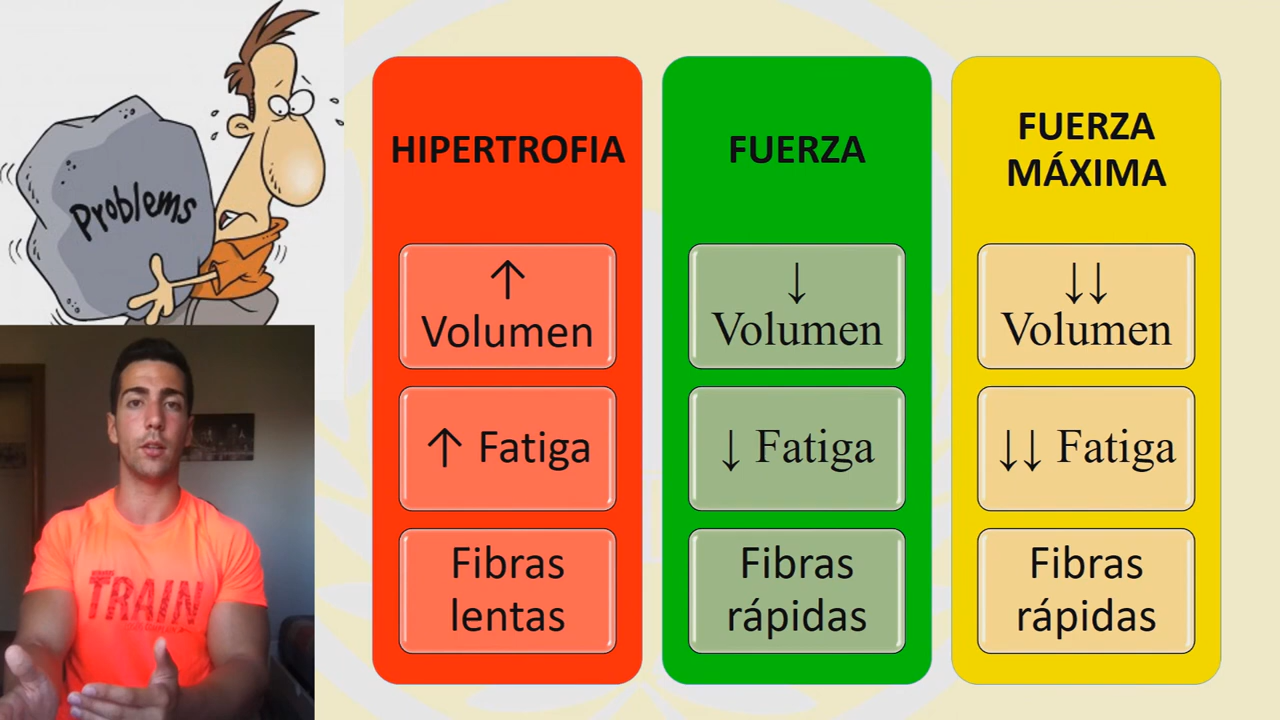 Problems
TRAIN
HIPERTROFIA
↑
Volumen
↑ Fatiga
Fibras
lentas
FUERZA
↓
Volumen
↓ Fatiga
Fibras
rápidas
FUERZA
MÁXIMA
↓↓
Volumen
↓↓ Fatiga
Fibras
rápidas